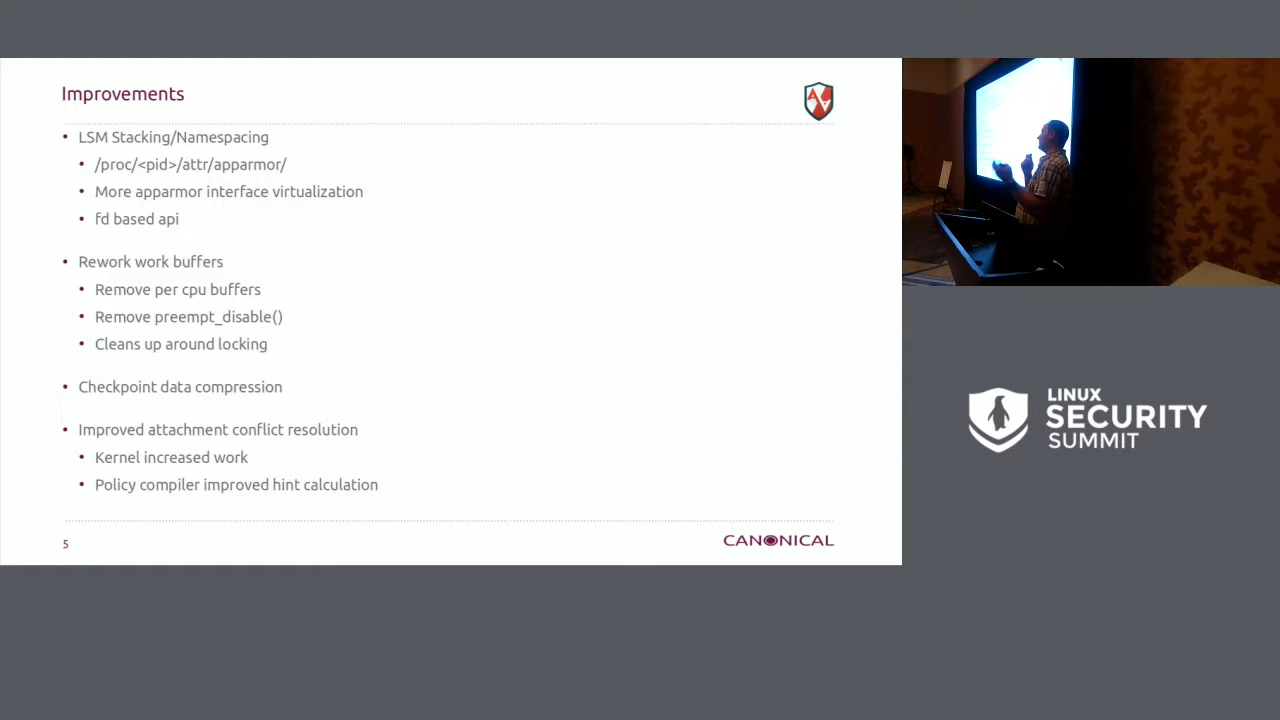 Improvements
• LSM Stacking/Namespacing
• /proc/<pid>/attr/apparmor/
• More apparmor interface virtualization
• fd based api
• Rework work buffers
• Remove per cpu buffers
• Remove preempt_disable()
• Cleans up around locking
• Checkpoint data compression
• Improved attachment conflict resolution
• Kernel increased work
• Policy compiler improved hint calculation
5
CANONICAL
LINUX
SECURITY
SUMMIT